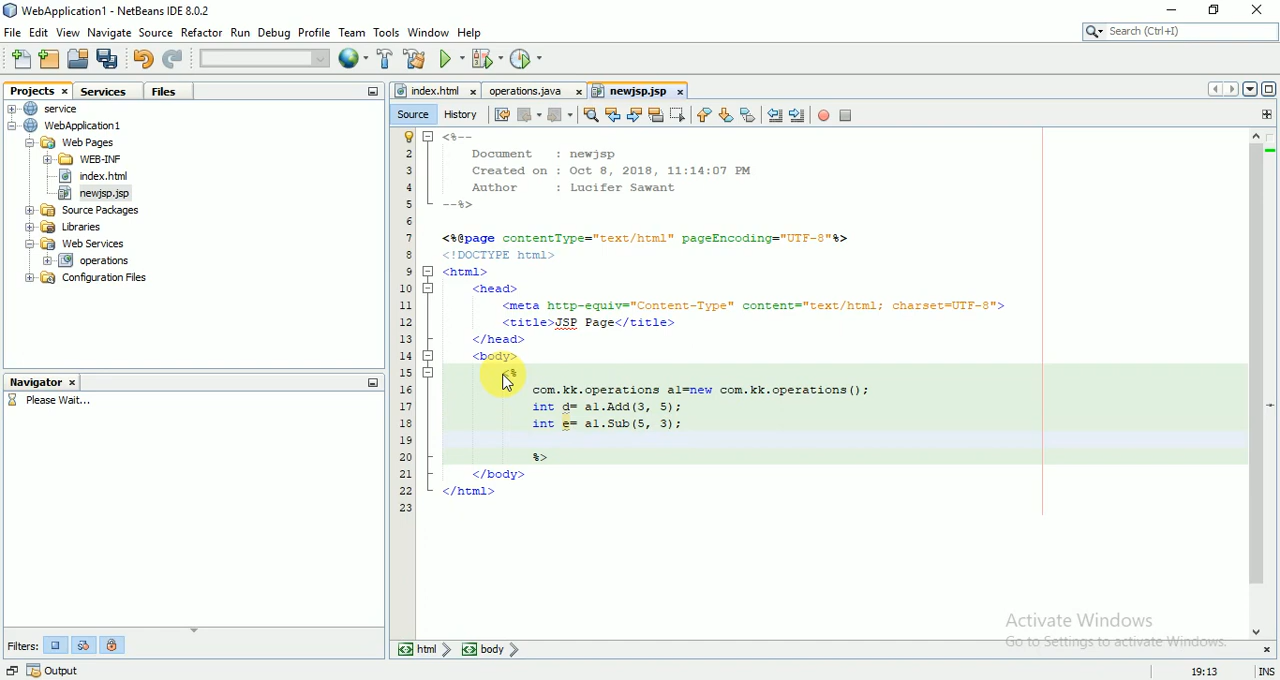 WebApplication1 - NetBeans IDE 8.0.2
File Edit View Navigate Source Refactor Run Debug Profile Team Tools Window Help
Search (Ctrl+I)
Projects Services Files
index.html operations.java newjsp.jsp
Source History
service
WebApplication1
Web Pages
WEB-INF
index.html
newjsp.jsp
Source Packages
Libraries
Web Services
operations
Configuration Files
Navigator
Please Wait...
Filters:
Output
<%--
2 Document : newjsp
3 Created on : Oct 8, 2018, 11:14:07 PM
4 Author : Lucifer Sawant
5 --%>
6
7 <%@page contentType="text/html" pageEncoding="UTF-8"%>
8 <!DOCTYPE html>
9 <html>
10 <head>
11 <meta http-equiv="Content-Type" content="text/html; charset=UTF-8">
12 <title>JSP Page</title>
13 </head>
14 <body>
15 <%
16 com.kk.operations al=new com.kk.operations();
17 int d= al.Add(3, 5);
18 int e= al.Sub(5, 3);
19
20 %>
21 </body>
22 </html>
23
Activate Windows
Go to Settings to activate Windows.
html body
19:13 INS